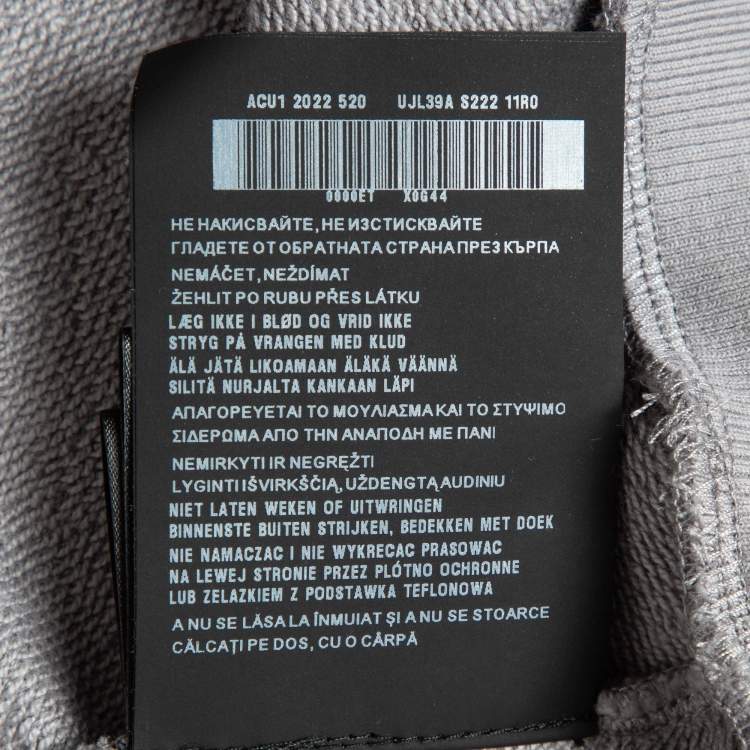 ACU1 2022 520 UJL39A S222 11R0
0000ET X0G44
НЕ НАКИСВАЙТЕ, НЕ ИЗСТИСКВАЙТЕ
ГЛАДЕТЕ ОТ ОБРАТНАТА СТРАНА ПРЕЗ КЪРПА
NEMÁČET, NEŽDÍMAT
ŽEHLIT PO RUBU PŘES LÁTKU
LÆG IKKE I BLØD OG VRID IKKE
STRYG PÅ VRANGEN MED KLUD
ÄLÄ JÄTÄ LIKOAMAAN ÄLÄKÄ VÄÄNNÄ
SILITÄ NURJALTA KANKAAN LÄPI
ΑΠΑΓΟΡΕΥΕΤΑΙ ΤΟ ΜΟΥΛΙΑΣΜΑ ΚΑΙ ΤΟ ΣΤΥΨΙΜΟ
ΣΙΔΕΡΩΜΑ ΑΠΟ ΤΗΝ ΑΝΑΠΟΔΗ ΜΕ ΠΑΝΙ
NEMIRKYTI IR NEGRĘŽTI
LYGINTI IŠVIRKŠČIĄ, UŽDENGTĄ AUDINIU
NIET LATEN WEKEN OF UITWRINGEN
BINNENSTE BUITEN STRIJKEN, BEDEKKEN MET DOEK
NIE NAMACZAC I NIE WYKRECAC PRASOWAC
NA LEWEJ STRONIE PRZEZ PLÓTNO OCHRONNE
LUB ZELAZKIEM Z PODSTAWKA TEFLONOWA
A NU SE LĂSA LA ÎNMUIAT ŞI A NU SE STOARCE
CĂLCAŢI PE DOS, CU O CÂRPĂ